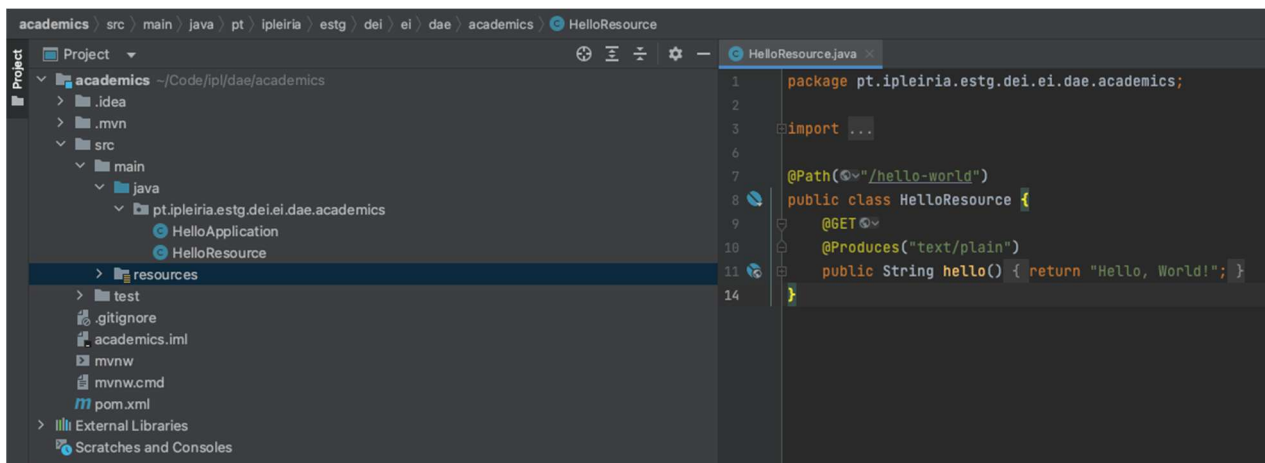 academics > src > main > java > pt > ipleiria > estg > dei > ei > dae > academics > HelloResource
Project
Project
HelloResource.java
academics ~/Code/ipl/dae/academics
.idea
.mvn
src
main
java
pt.ipleiria.estg.dei.ei.dae.academics
HelloApplication
HelloResource
resources
test
.gitignore
academics.iml
mvnw
mvnw.cmd
pom.xml
External Libraries
Scratches and Consoles
1 package pt.ipleiria.estg.dei.ei.dae.academics;
2
3 import ...
6
7 @Path("/hello-world")
8 public class HelloResource {
9 @GET
10 @Produces("text/plain")
11 public String hello() { return "Hello, World!"; }
14 }